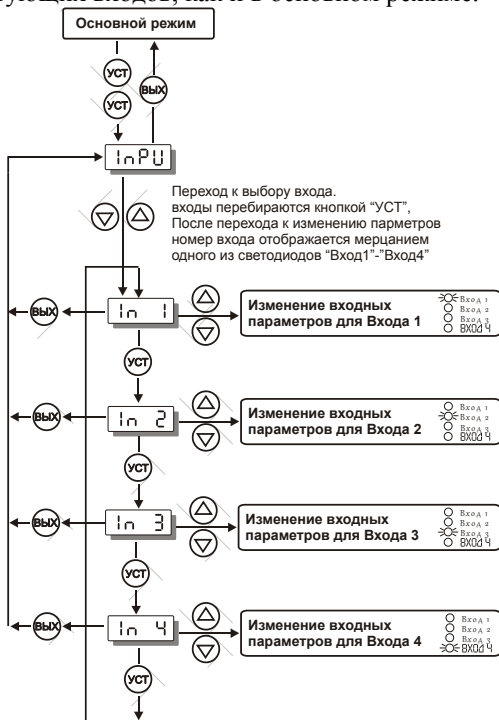 ующих входов, как и в основном режиме.
Основной режим
УСТ
ВЫХ
УСТ
InPU
Переход к выбору входа.
входы перебираются кнопкой “УСТ”,
После перехода к изменению парметров
номер входа отображается мерцанием
одного из светодиодов “Вход1”-”Вход4”
ВЫХ
In 1
Изменение входных
параметров для Входа 1
Вход 1
Вход 2
Вход 3
ВХОД 4
УСТ
ВЫХ
In 2
Изменение входных
параметров для Входа 2
Вход 1
Вход 2
Вход 3
ВХОД 4
УСТ
ВЫХ
In 3
Изменение входных
параметров для Входа 3
Вход 1
Вход 2
Вход 3
ВХОД 4
УСТ
ВЫХ
In 4
Изменение входных
параметров для Входа 4
Вход 1
Вход 2
Вход 3
ВХОД 4
УСТ